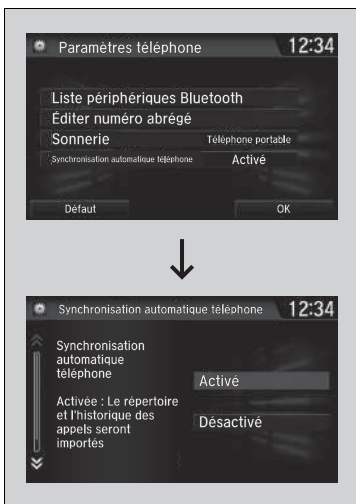 Paramètres téléphone 12:34
Liste périphériques Bluetooth
Éditer numéro abrégé
Sonnerie Téléphone portable
Synchronisation automatique téléphone Activé
Défaut OK
Synchronisation automatique téléphone 12:34
Synchronisation
automatique
téléphone
Activé
Activée : Le répertoire
et l'historique des
appels seront
importés
Désactivé